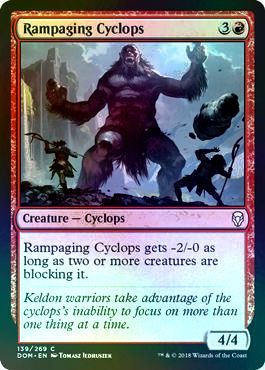 Rampaging Cyclops 3
Creature — Cyclops
Rampaging Cyclops gets -2/-0 as
long as two or more creatures are
blocking it.
Keldon warriors take advantage of the
cyclops's inability to focus on more than
one thing at a time.
4/4
139/269 C
DOM • EN Tomasz Jedruszek
™ & © 2018 Wizards of the Coast